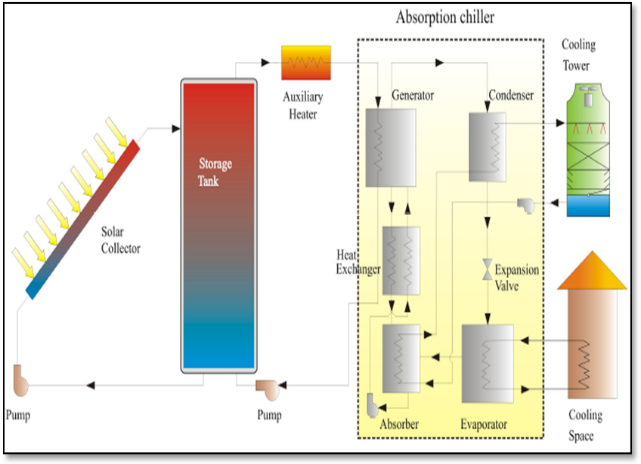 Absorption chiller
Cooling
Tower
Auxiliary
Heater
Generator
Condenser
Storage
Tank
Solar
Collector
Heat
Exchanger
Expansion
Valve
Pump
Pump
Absorber
Evaporator
Cooling
Space